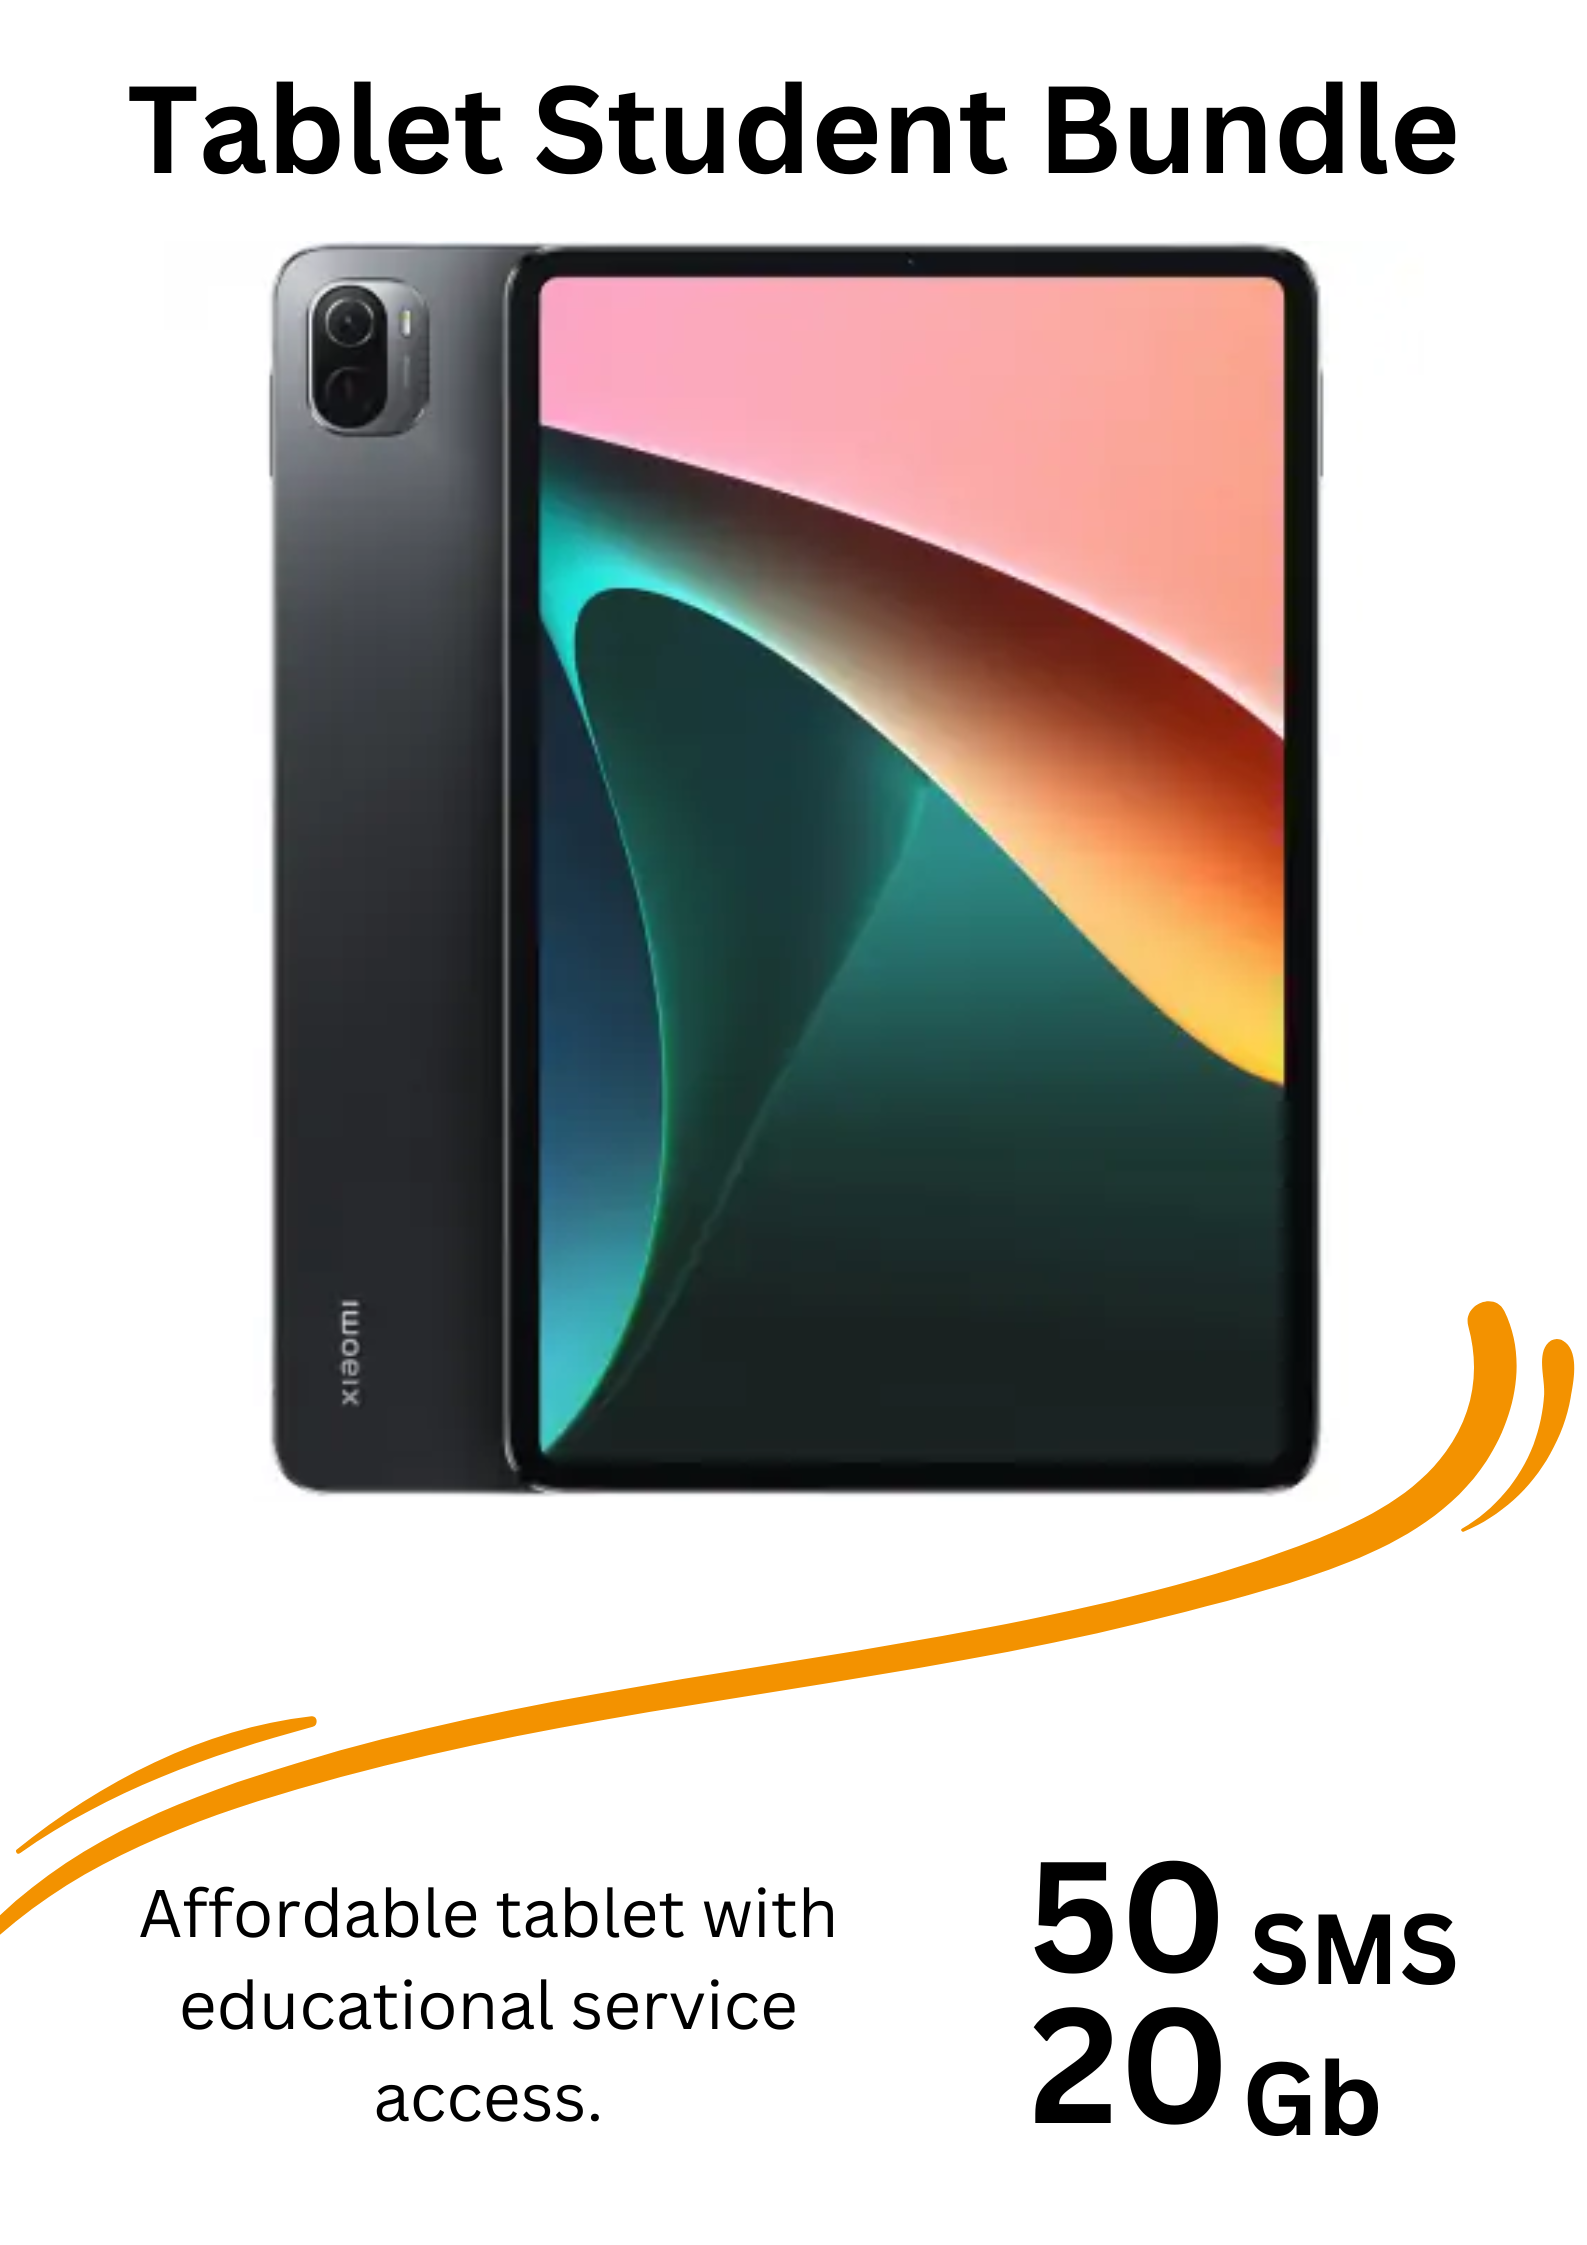 Tablet Student Bundle
xiaomi
Affordable tablet with
educational service
access.
50 SMS
20 Gb